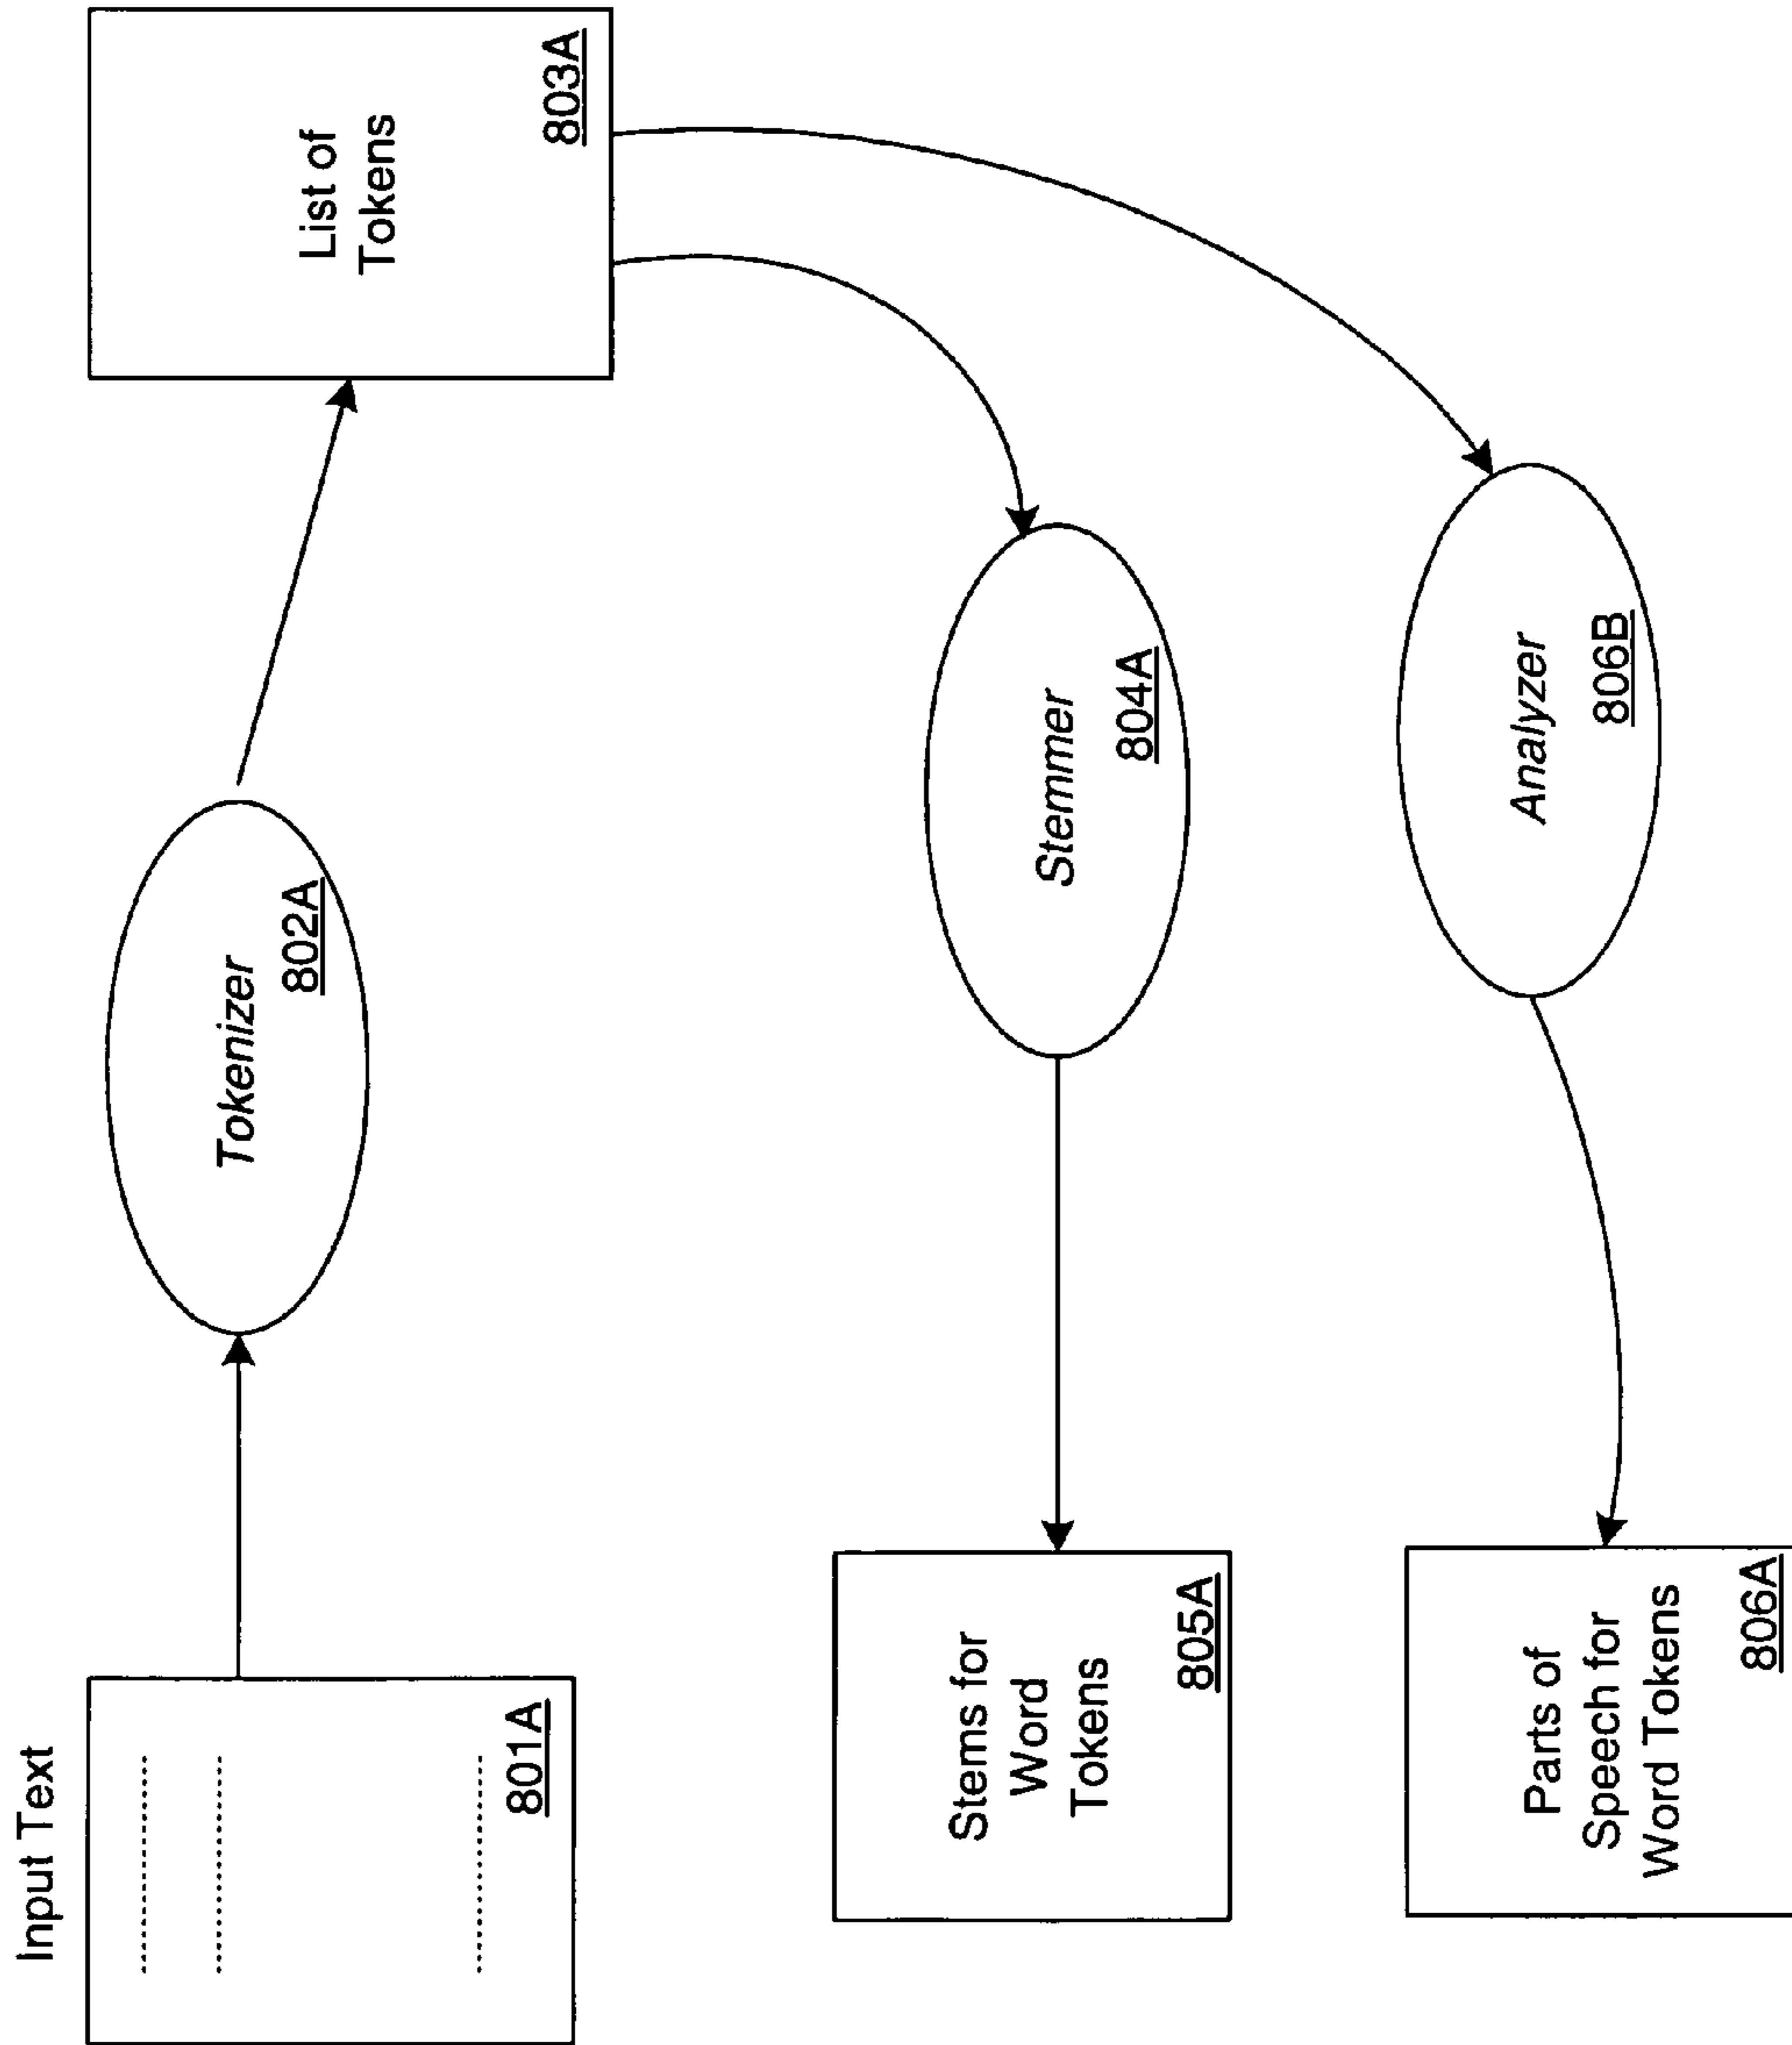 Input Text
801A
Tokenizer
802A
List of
Tokens
803A
Stems for
Word
Tokens
805A
Stemmer
804A
Parts of
Speech for
Word Tokens
806A
Analyzer
806B